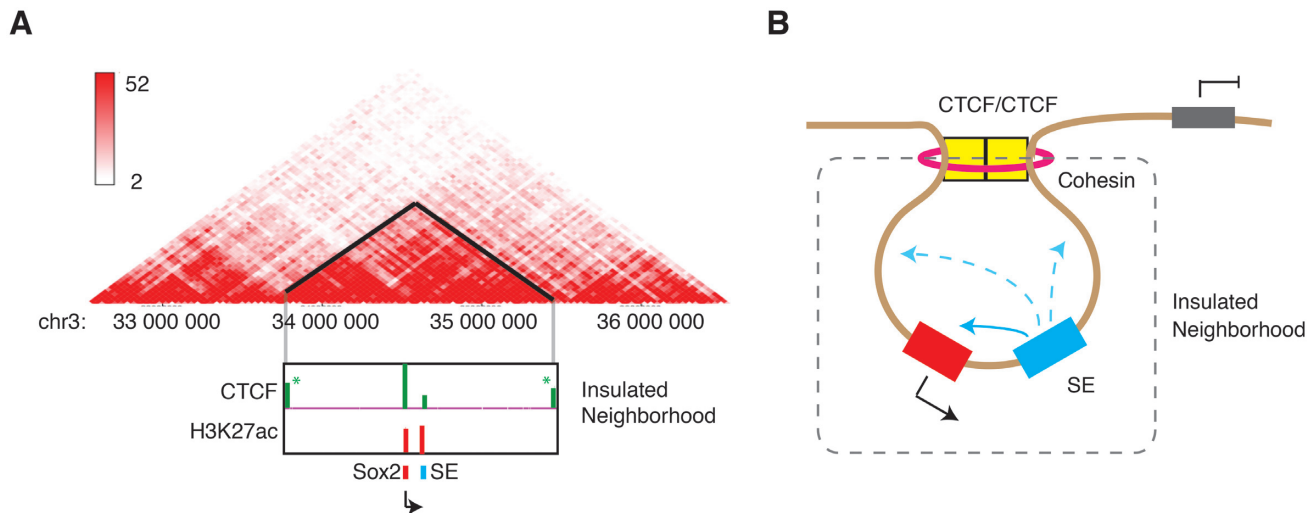 A
52
2
chr3: 33 000 000 34 000 000 35 000 000 36 000 000
CTCF * *
H3K27ac
Insulated
Neighborhood
Sox2 SE
B
CTCF/CTCF
Cohesin
Insulated
Neighborhood
SE